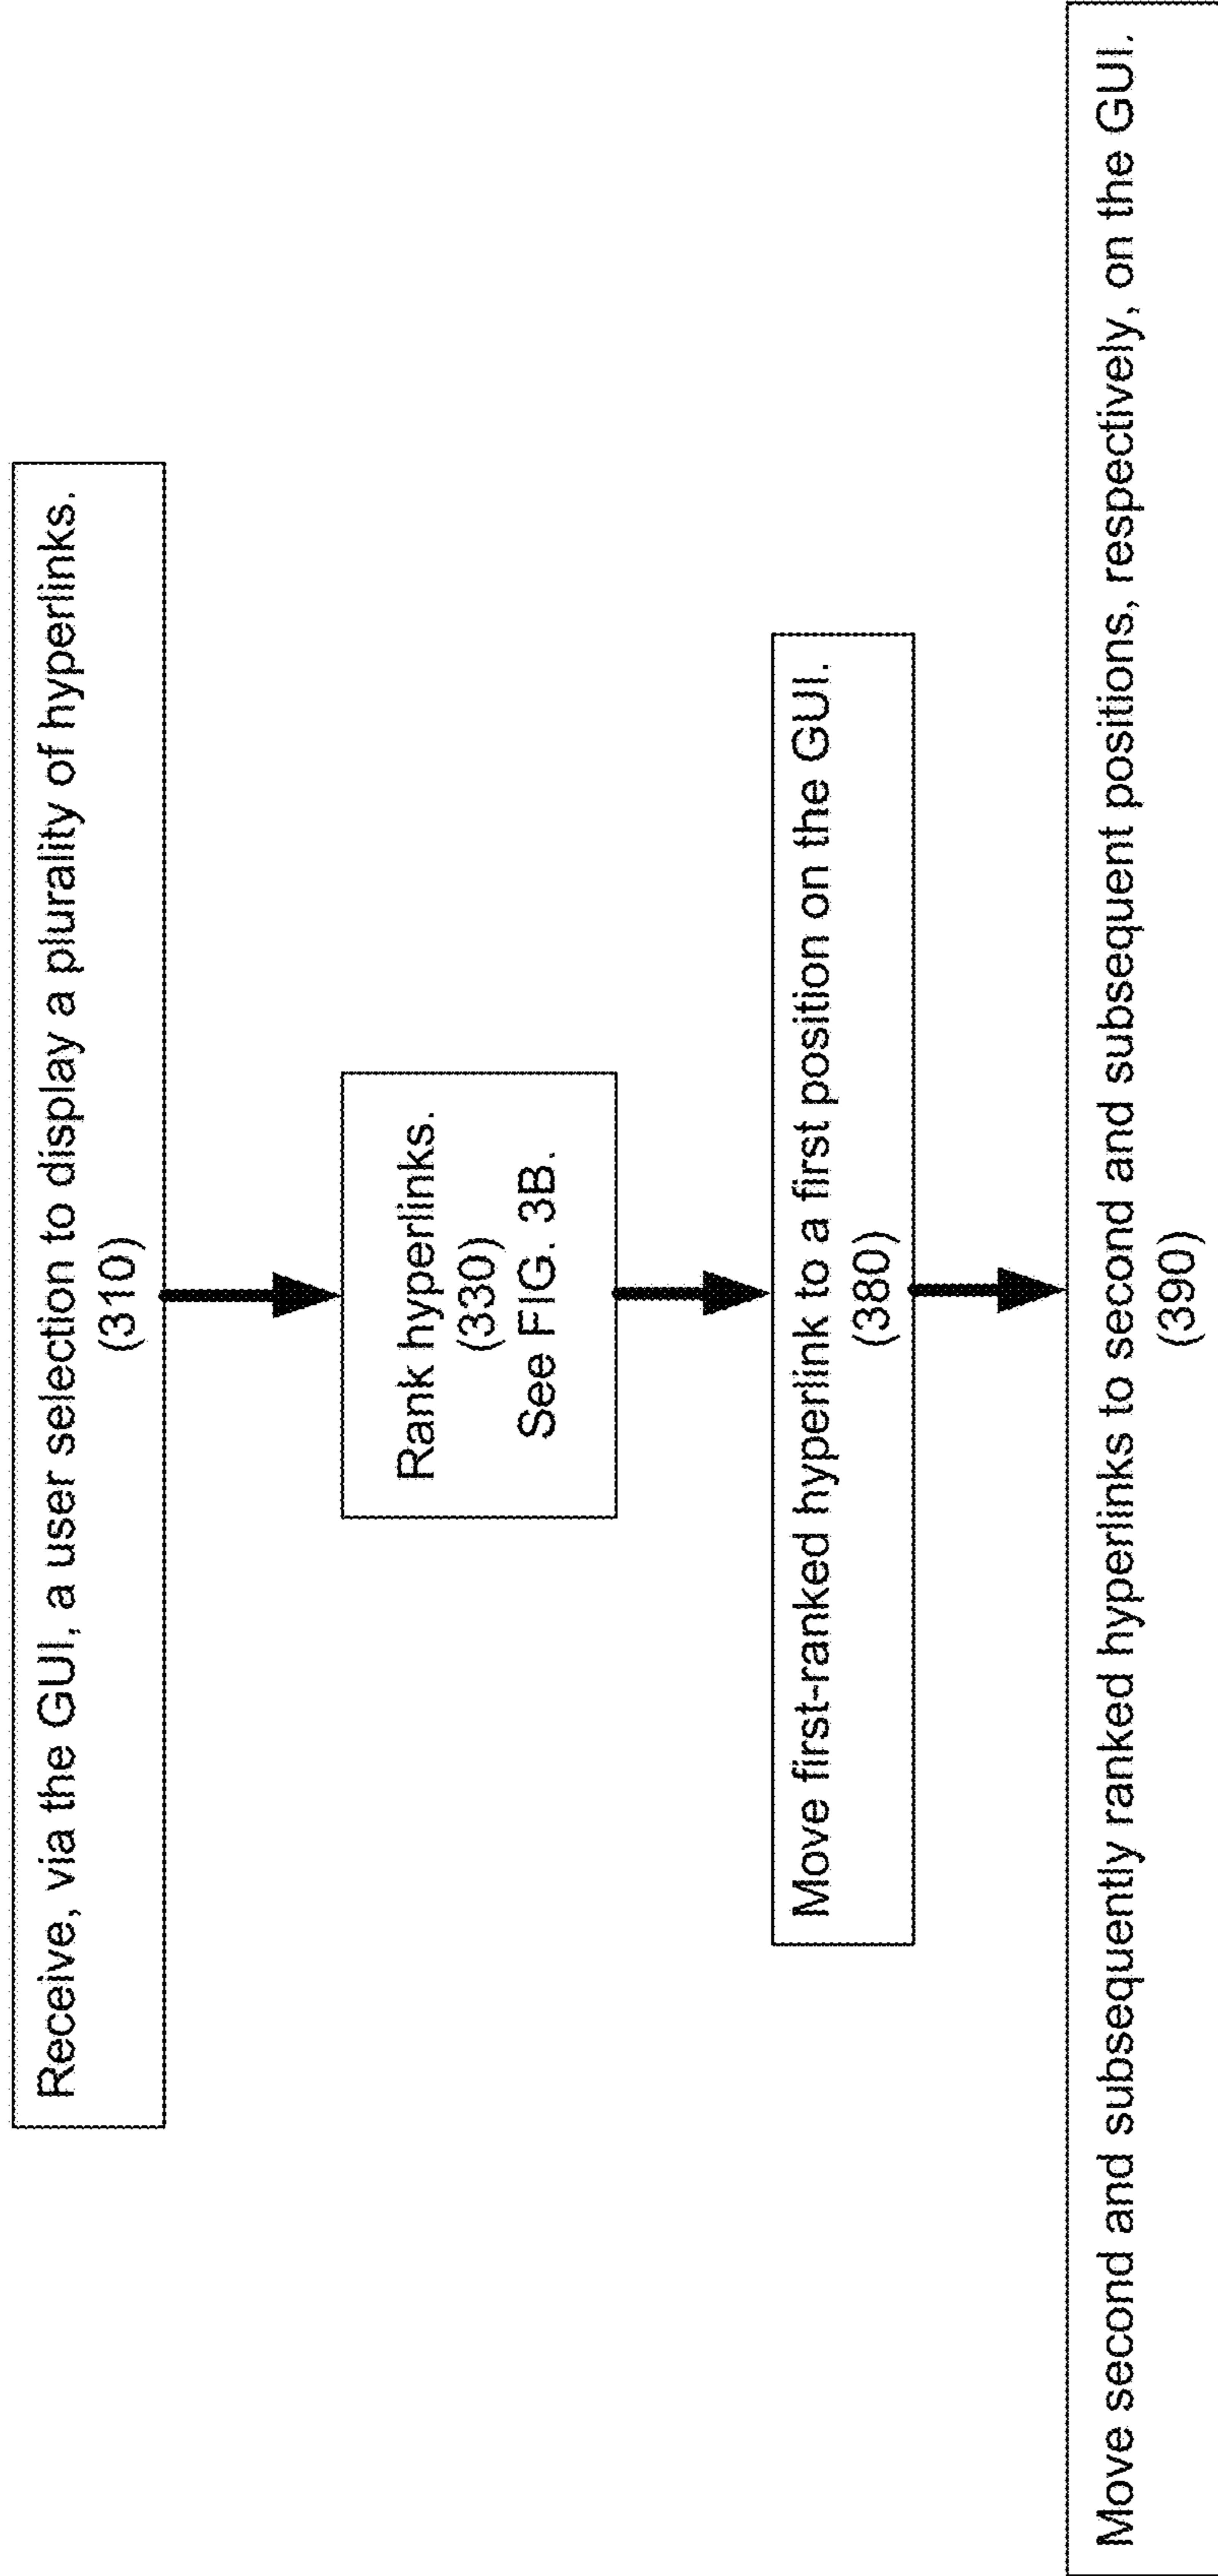 Receive, via the GUI, a user selection to display a plurality of hyperlinks.
(310)
Rank hyperlinks.
(330)
See FIG. 3B.
Move first-ranked hyperlink to a first position on the GUI.
(380)
Move second and subsequently ranked hyperlinks to second and subsequent positions, respectively, on the GUI.
(390)